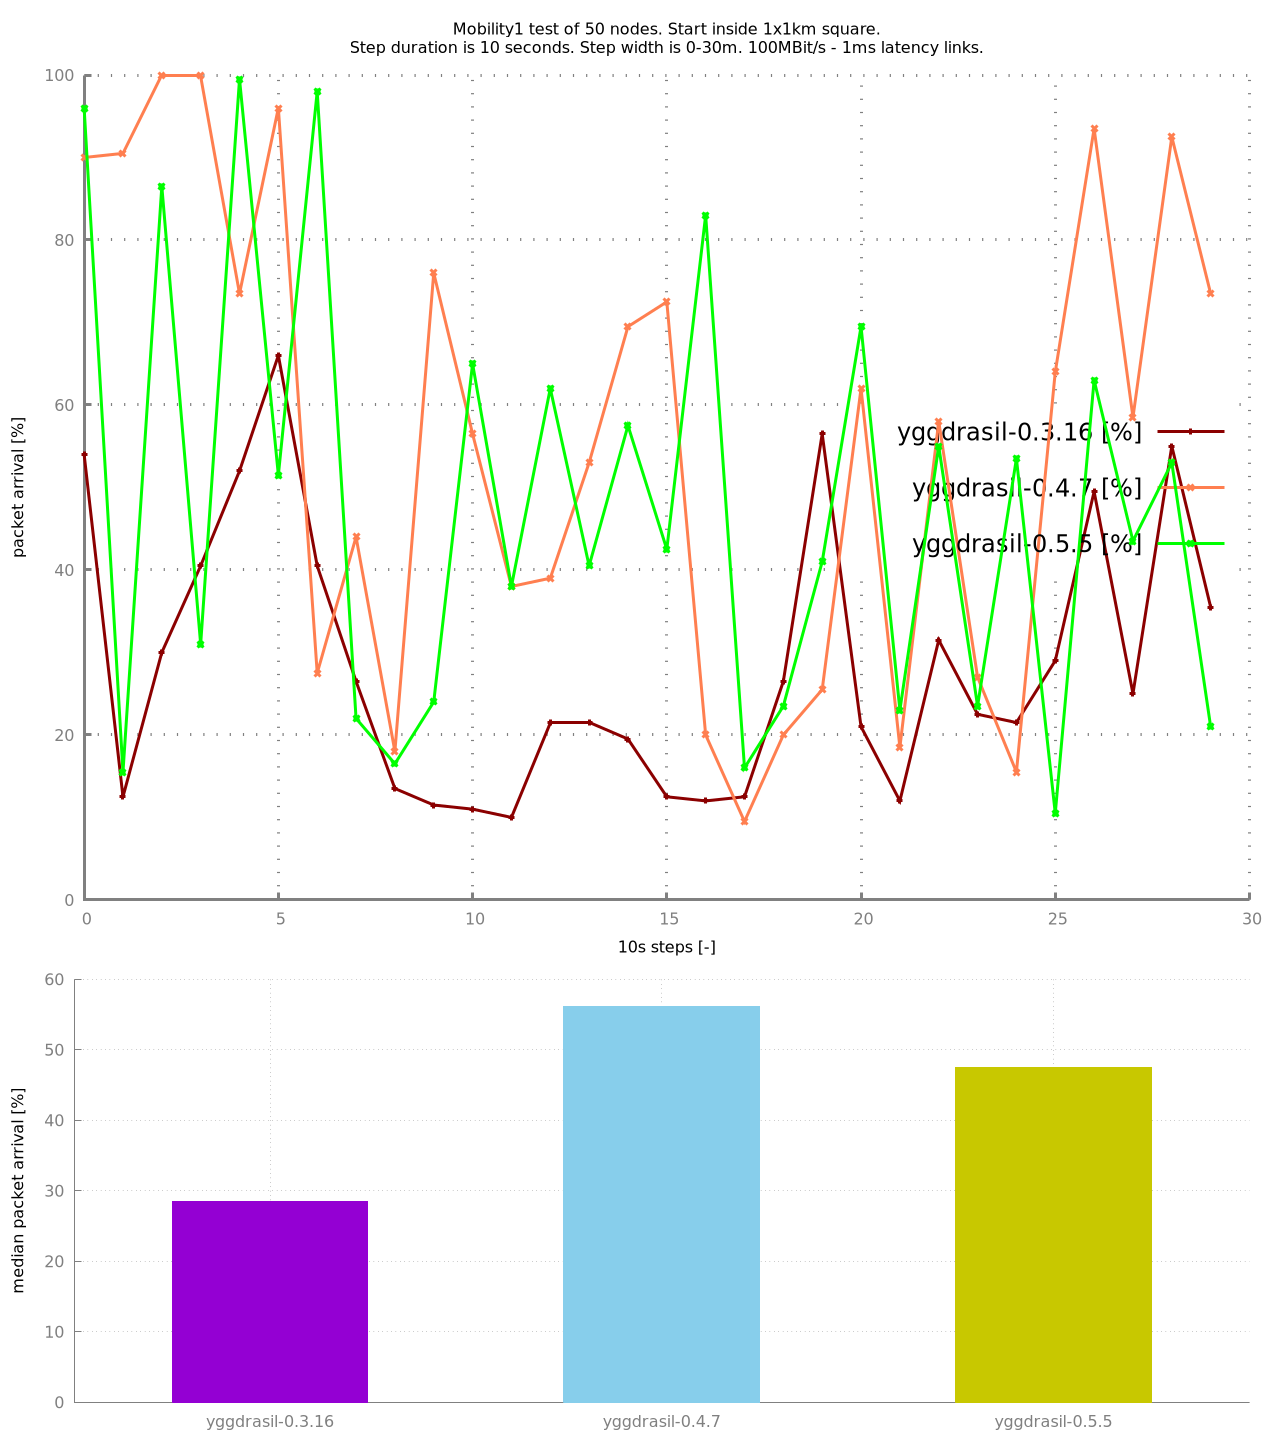 Mobility1 test of 50 nodes. Start inside 1x1km square.
Step duration is 10 seconds. Step width is 0-30m. 100MBit/s - 1ms latency links.
100
80
60
40
20
0
packet arrival [%]
yggdrasil-0.3.16 [%]
yggdrasil-0.4.7 [%]
yggdrasil-0.5.5 [%]
0 5 10 15 20 25 30
10s steps [-]
60
50
40
30
20
10
0
median packet arrival [%]
yggdrasil-0.3.16 yggdrasil-0.4.7 yggdrasil-0.5.5